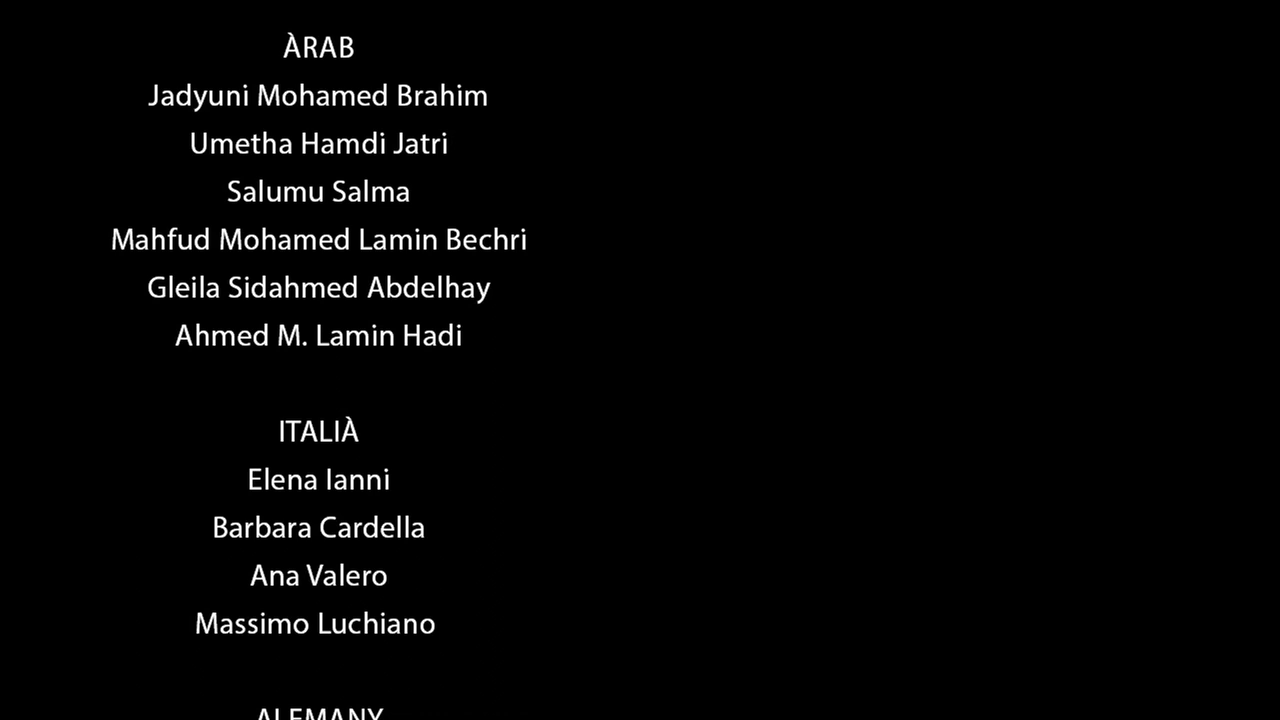 ÀRAB
Jadyuni Mohamed Brahim
Umetha Hamdi Jatri
Salumu Salma
Mahfud Mohamed Lamin Bechri
Gleila Sidahmed Abdelhay
Ahmed M. Lamin Hadi
ITALIÀ
Elena Ianni
Barbara Cardella
Ana Valero
Massimo Luchiano
ALEMANY